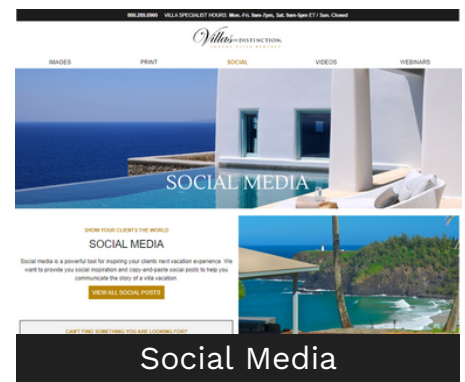 800.289.0900 VILLA SPECIALIST HOURS: Mon.-Fri. 9am-7pm, Sat. 9am-5pm ET / Sun. Closed
Villas OF DISTINCTION.
LUXURY VILLA RENTALS
IMAGES PRINT SOCIAL VIDEOS WEBINARS
SOCIAL MEDIA
SHOW YOUR CLIENTS THE WORLD
SOCIAL MEDIA
Social media is a powerful tool for inspiring your clients next vacation experience. We
want to provide you social inspiration and copy-and-paste social posts to help you
communicate the story of a villa vacation.
VIEW ALL SOCIAL POSTS
CAN'T FIND SOMETHING YOU ARE LOOKING FOR?
Social Media